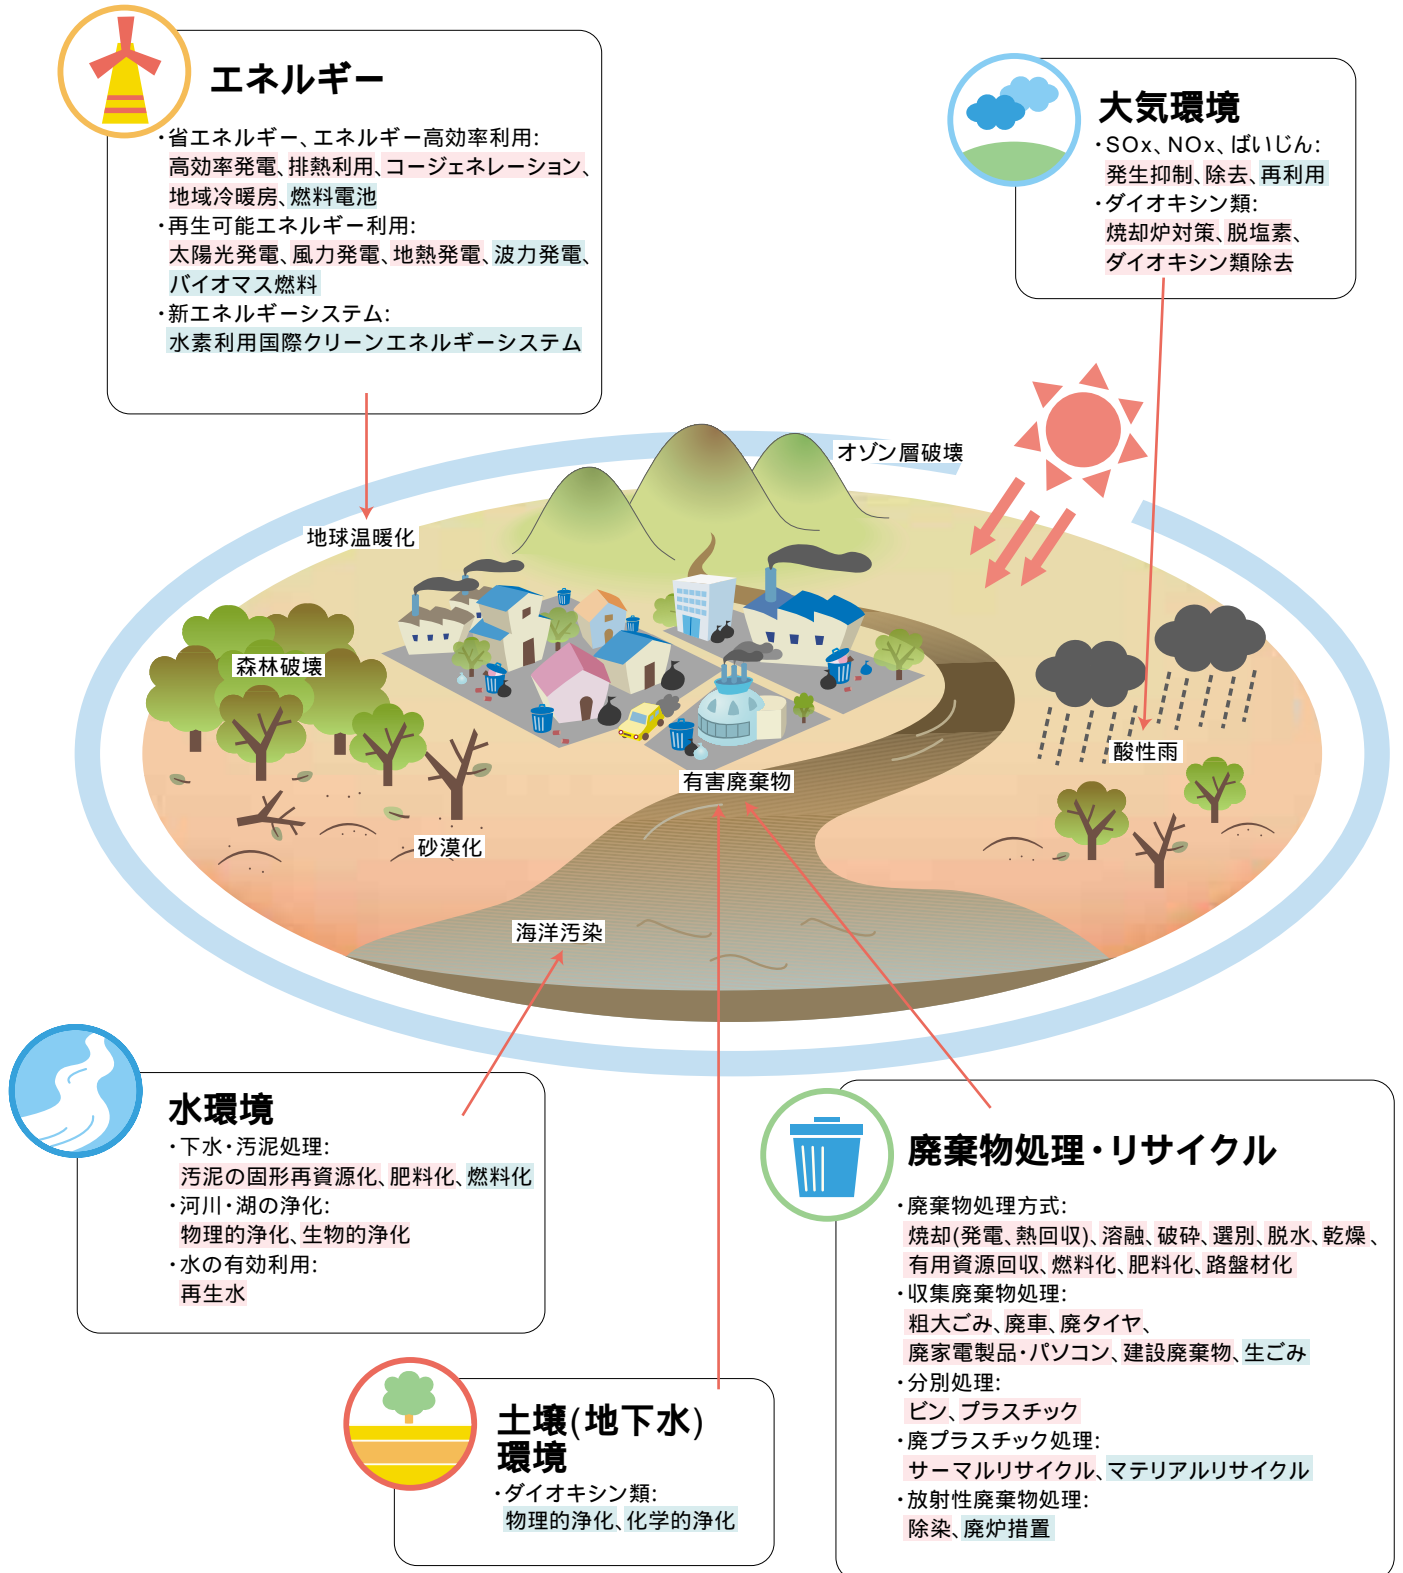 エネルギー
・省エネルギー、エネルギー高効率利用:
高効率発電、排熱利用、コージェネレーション、
地域冷暖房、燃料電池
・再生可能エネルギー利用:
太陽光発電、風力発電、地熱発電、波力発電、
バイオマス燃料
・新エネルギーシステム:
水素利用国際クリーンエネルギーシステム
大気環境
・SOx、NOx、ばいじん:
発生抑制、除去、再利用
・ダイオキシン類:
焼却炉対策、脱塩素、
ダイオキシン類除去
オゾン層破壊
地球温暖化
森林破壊
酸性雨
有害廃棄物
砂漠化
海洋汚染
水環境
・下水・汚泥処理:
汚泥の固形再資源化、肥料化、燃料化
・河川・湖の浄化:
物理的浄化、生物的浄化
・水の有効利用:
再生水
土壌(地下水)
環境
・ダイオキシン類:
物理的浄化、化学的浄化
廃棄物処理・リサイクル
・廃棄物処理方式:
焼却(発電、熱回収)、溶融、破砕、選別、脱水、乾燥、
有用資源回収、燃料化、肥料化、路盤材化
・収集廃棄物処理:
粗大ごみ、廃車、廃タイヤ、
廃家電製品・パソコン、建設廃棄物、生ごみ
・分別処理:
ビン、プラスチック
・廃プラスチック処理:
サーマルリサイクル、マテリアルリサイクル
・放射性廃棄物処理:
除染、廃炉措置